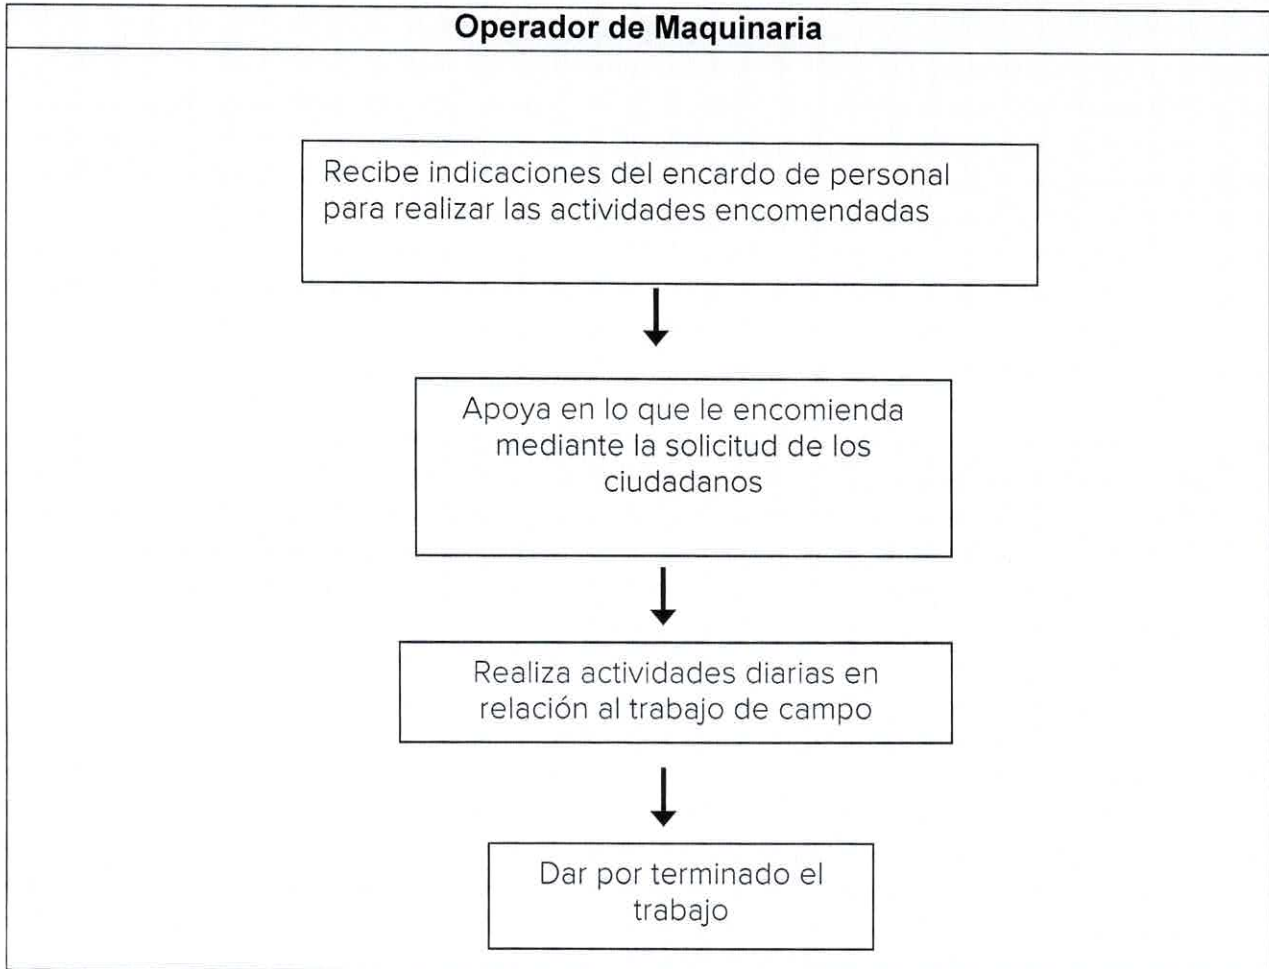 Operador de Maquinaria
Recibe indicaciones del encardo de personal
para realizar las actividades encomendadas
Apoya en lo que le encomienda
mediante la solicitud de los
ciudadanos
Realiza actividades diarias en
relación al trabajo de campo
Dar por terminado el
trabajo